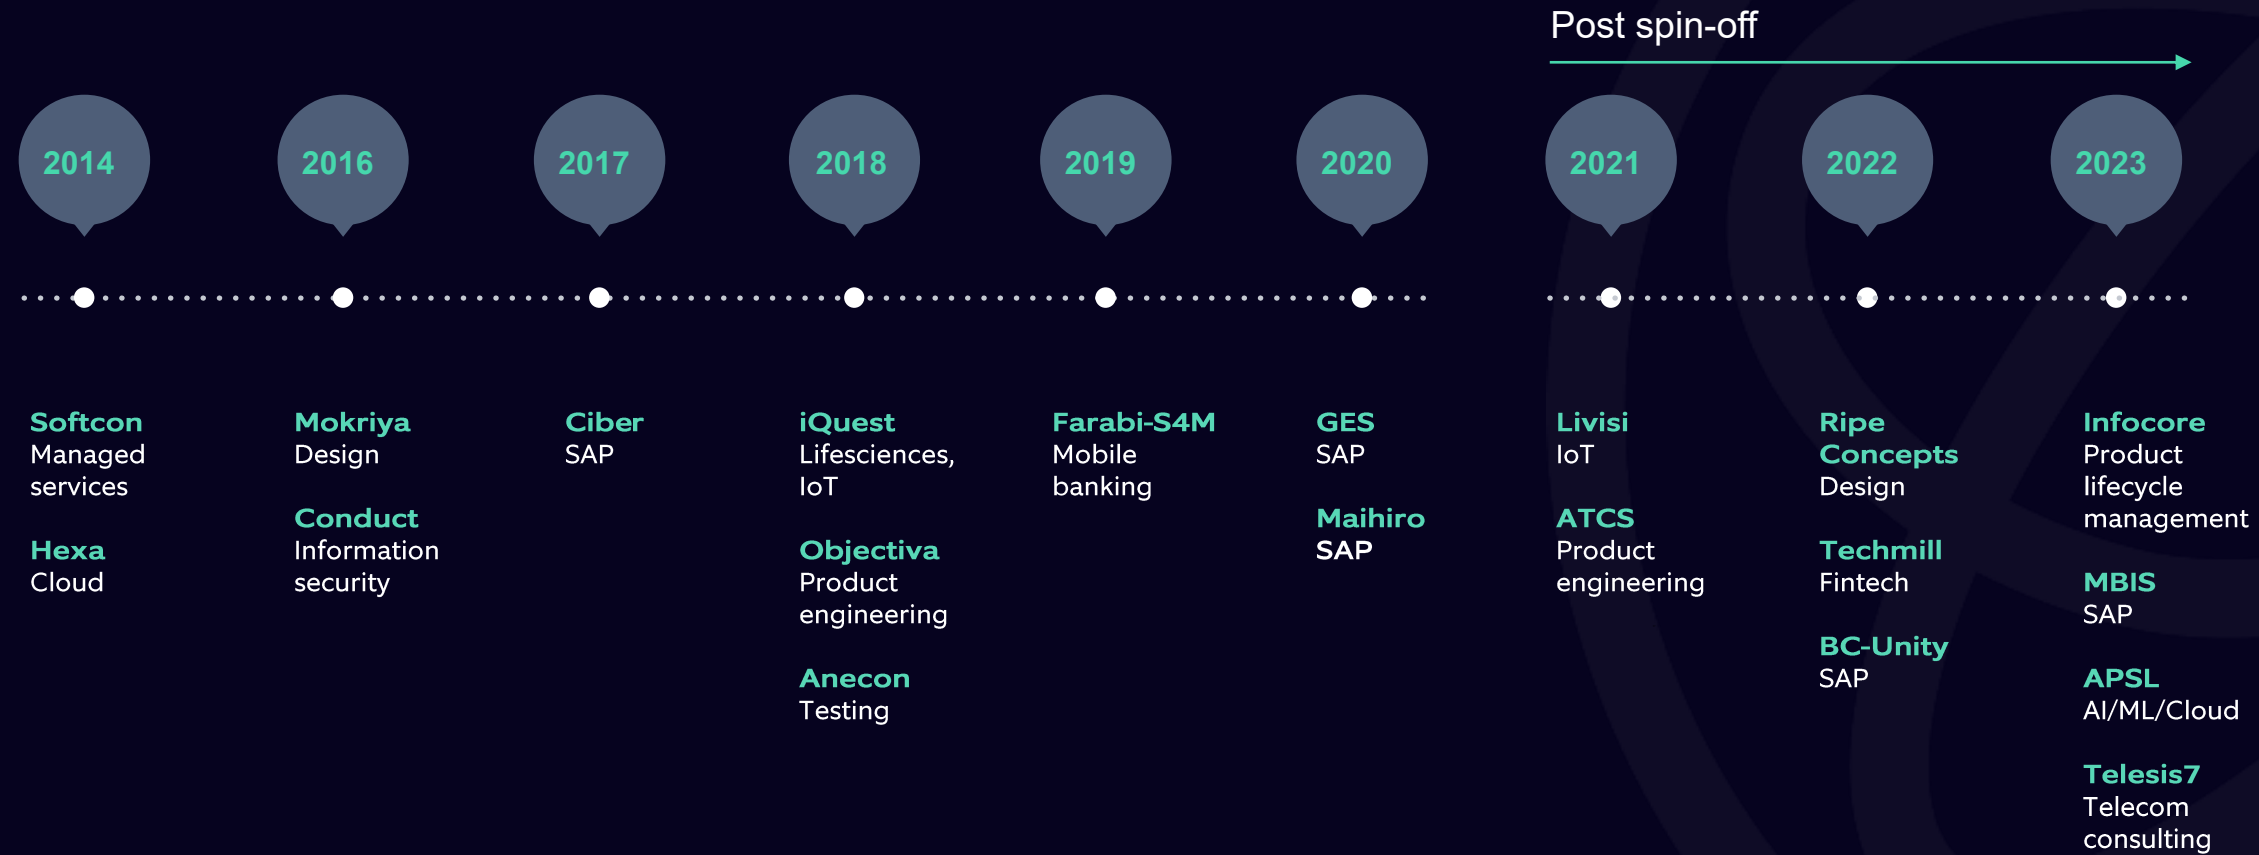 Post spin-off
2014
2016
2017
2018
2019
2020
2021
2022
2023
Softcon
Managed
services
Hexa
Cloud
Mokriya
Design
Conduct
Information
security
Ciber
SAP
iQuest
Lifesciences,
IoT
Objectiva
Product
engineering
Anecon
Testing
Farabi-S4M
Mobile
banking
GES
SAP
Maihiro
SAP
Livisi
IoT
ATCS
Product
engineering
Ripe
Concepts
Design
Techmill
Fintech
BC-Unity
SAP
Infocore
Product
lifecycle
management
MBIS
SAP
APSL
AI/ML/Cloud
Telesis7
Telecom
consulting